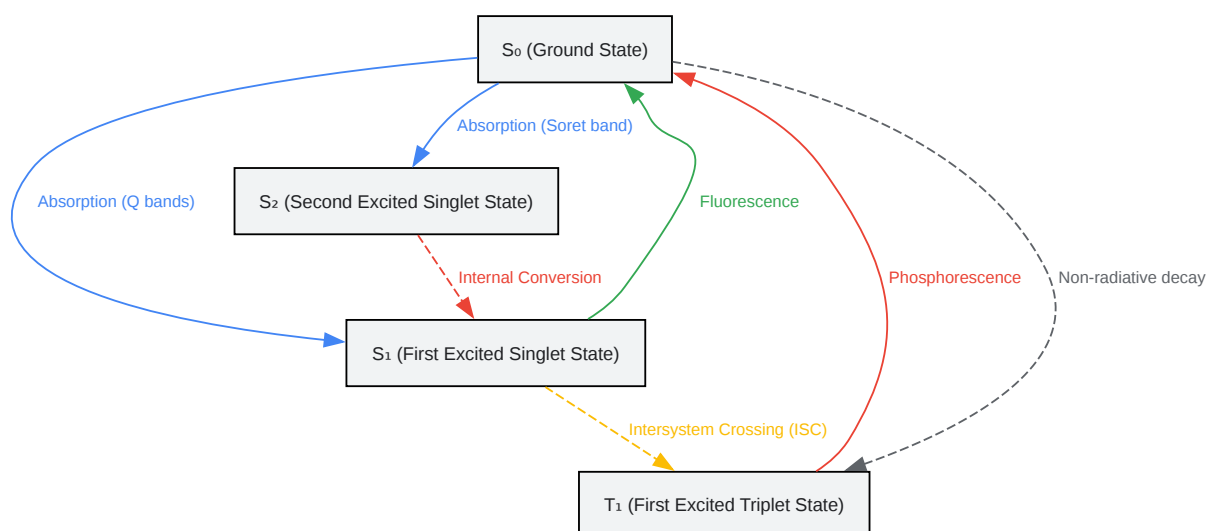 S₀ (Ground State)
Absorption (Soret band)
Absorption (Q bands)
S₂ (Second Excited Singlet State)
Fluorescence
Internal Conversion
Phosphorescence
Non-radiative decay
S₁ (First Excited Singlet State)
Intersystem Crossing (ISC)
T₁ (First Excited Triplet State)